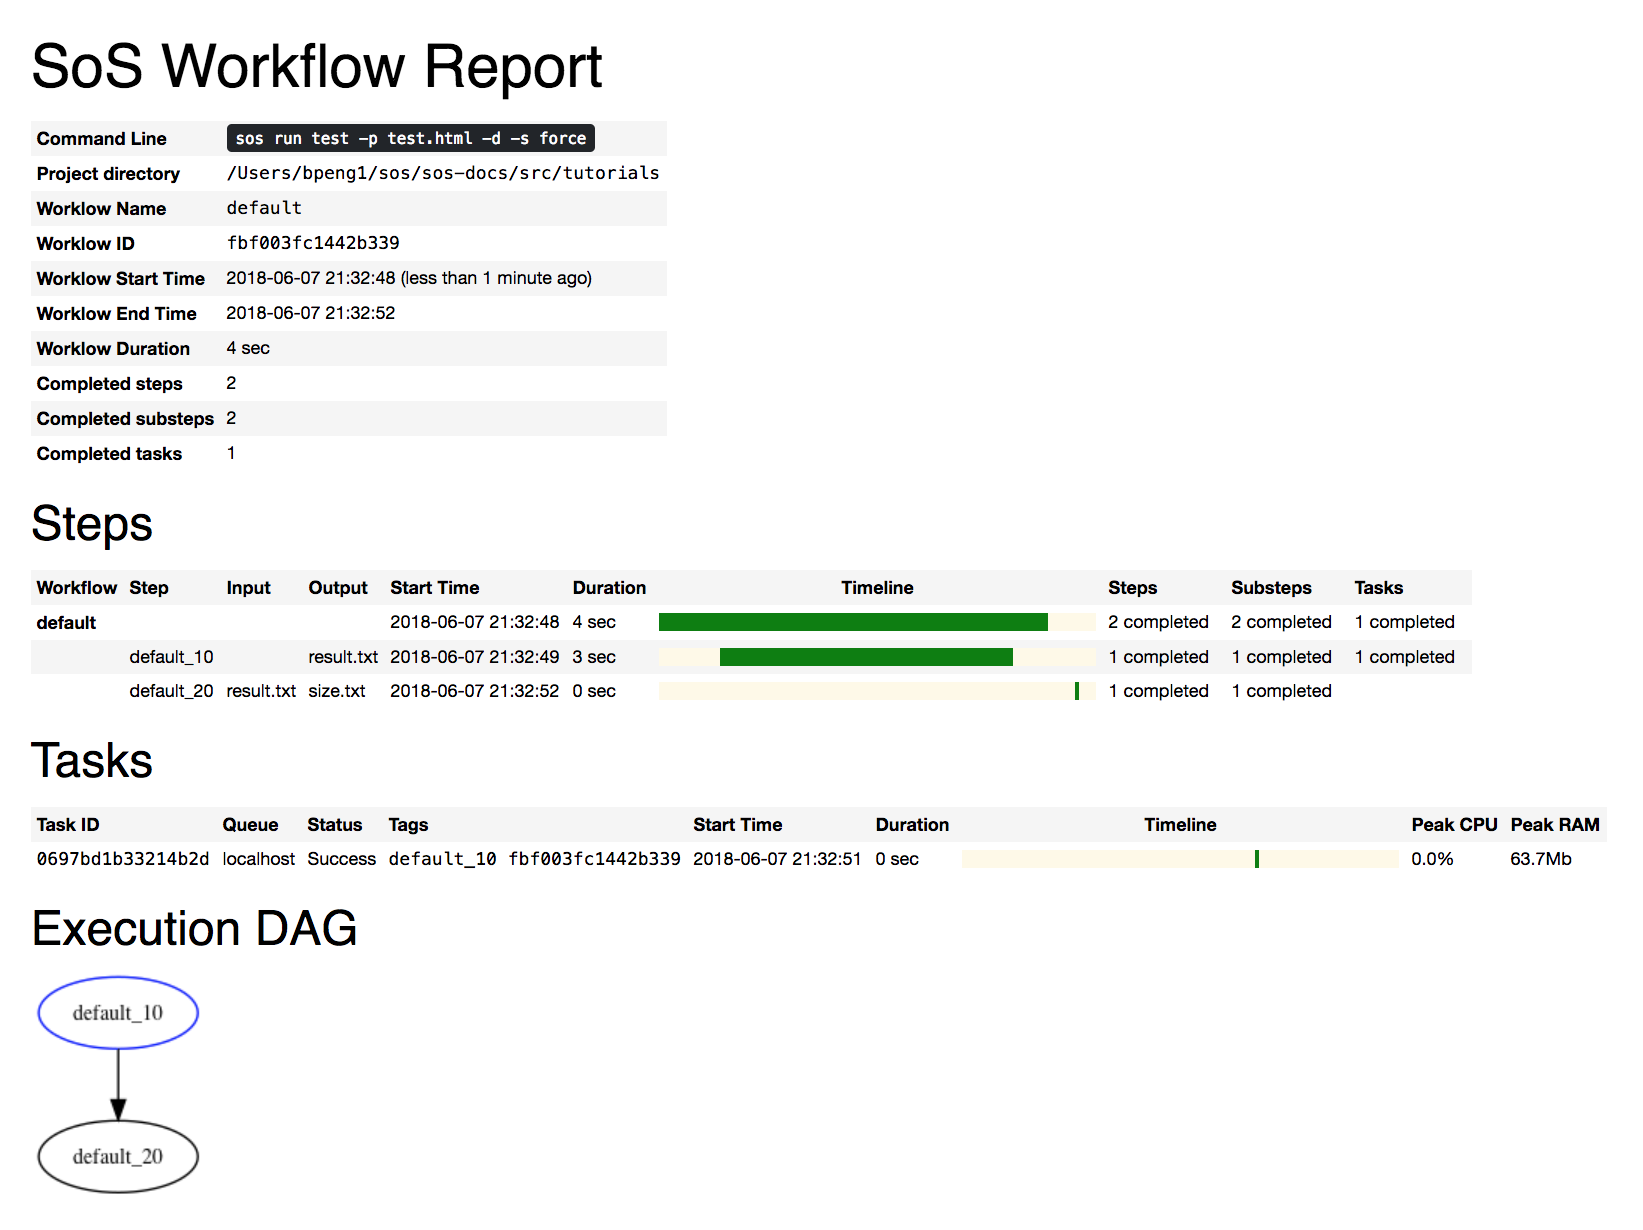 SoS Workflow Report
Command Line sos run test -p test.html -d -s force
Project directory /Users/bpeng1/sos/sos-docs/src/tutorials
Worklow Name default
Worklow ID fbf003fc1442b339
Worklow Start Time 2018-06-07 21:32:48 (less than 1 minute ago)
Worklow End Time 2018-06-07 21:32:52
Worklow Duration 4 sec
Completed steps 2
Completed substeps 2
Completed tasks 1
Steps
Workflow Step Input Output Start Time Duration Timeline Steps Substeps Tasks
default 2018-06-07 21:32:48 4 sec 2 completed 2 completed 1 completed
default_10 result.txt 2018-06-07 21:32:49 3 sec 1 completed 1 completed 1 completed
default_20 result.txt size.txt 2018-06-07 21:32:52 0 sec 1 completed 1 completed
Tasks
Task ID Queue Status Tags Start Time Duration Timeline Peak CPU Peak RAM
0697bd1b33214b2d localhost Success default_10 fbf003fc1442b339 2018-06-07 21:32:51 0 sec 0.0% 63.7Mb
Execution DAG
default_10
default_20